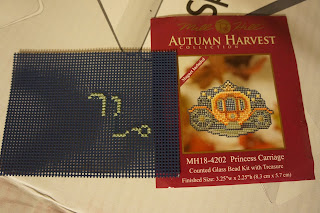 Mill Hill
AUTUMN HARVEST
COLLECTION
MH18-4202 Princess Carriage
Counted Glass Bead Kit with Treasure
Finished Size: 3.25"w x 2.25"h (8.3 cm x 5.7 cm)